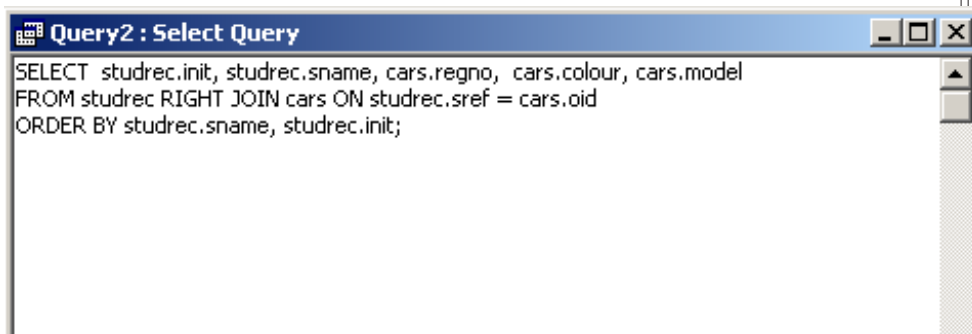 Query2 : Select Query
SELECT  studrec.init, studrec.sname, cars.regno,  cars.colour, cars.model
FROM studrec RIGHT JOIN cars ON studrec.sref = cars.oid
ORDER BY studrec.sname, studrec.init;